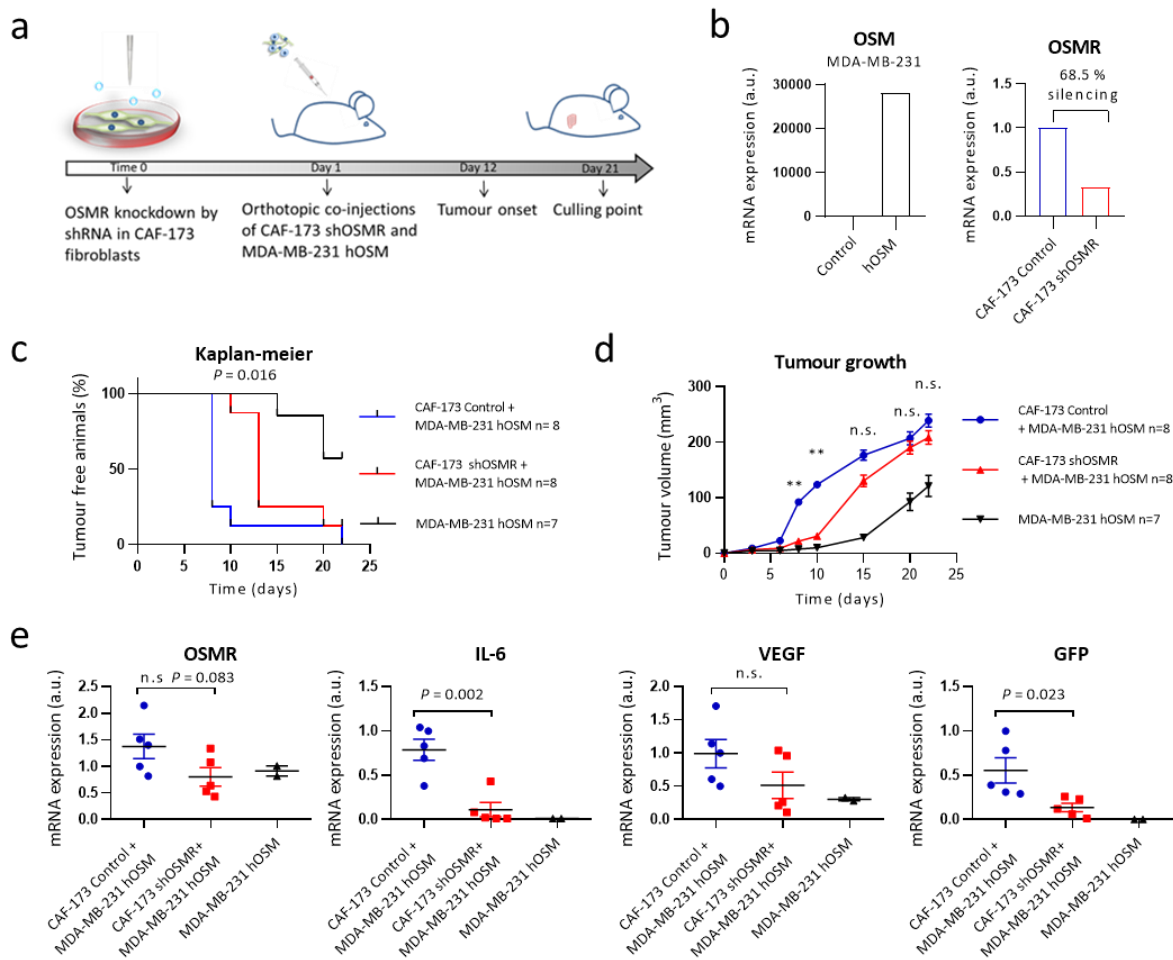 a
Time 0
Day 1
Day 12
Day 21
OSMR knockdown by
shRNA in CAF-173
fibroblasts
Orthotopic co-injections
of CAF-173 shOSMR and
MDA-MB-231 hOSM
Tumour onset
Culling point
b
OSM
MDA-MB-231
mRNA expression (a.u.)
30000
20000
10000
0
Control
hOSM
OSMR
68.5 %
silencing
mRNA expression (a.u.)
1.5
1.0
0.5
0.0
CAF-173 Control
CAF-173 shOSMR
c
Kaplan-meier
P = 0.016
Tumour free animals (%)
100
50
0
0
5
10
15
20
25
Time (days)
CAF-173 Control +
MDA-MB-231 hOSM n= 8
CAF-173 shOSMR +
MDA-MB-231 hOSM n=8
MDA-MB-231 hOSM n=7
d
Tumour growth
Tumour volume (mm³)
300
200
100
0
**
**
n.s.
n.s.
n.s.
0
5
10
15
20
25
Time (days)
CAF-173 Control
+ MDA-MB-231 hOSM n=8
CAF-173 shOSMR
+ MDA-MB-231 hOSM n=8
MDA-MB-231 hOSM n=7
e
OSMR
n.s P = 0.083
mRNA expression (a.u.)
2.5
2.0
1.5
1.0
0.5
0.0
CAF-173 Control +
MDA-MB-231 hOSM
CAF-173 shOSMR+
MDA-MB-231 hOSM
MDA-MB-231 hOSM
IL-6
P = 0.002
mRNA expression (a.u.)
1.5
1.0
0.5
0.0
CAF-173 Control +
MDA-MB-231 hOSM
CAF-173 shOSMR+
MDA-MB-231 hOSM
MDA-MB-231 hOSM
VEGF
n.s.
mRNA expression (a.u.)
2.0
1.5
1.0
0.5
0.0
CAF-173 Control +
MDA-MB-231 hOSM
CAF-173 shOSMR+
MDA-MB-231 hOSM
MDA-MB-231 hOSM
GFP
P = 0.023
mRNA expression (a.u.)
1.5
1.0
0.5
0.0
CAF-173 Control +
MDA-MB-231 hOSM
CAF-173 shOSMR+
MDA-MB-231 hOSM
MDA-MB-231 hOSM